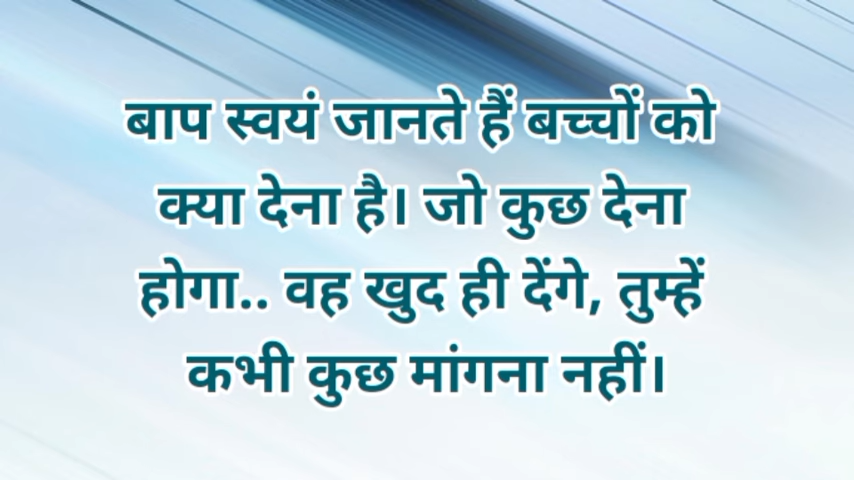 बाप स्वयं जानते हैं बच्चों को
क्या देना है। जो कुछ देना
होगा.. वह खुद ही देंगे, तुम्हें
कभी कुछ मांगना नहीं।